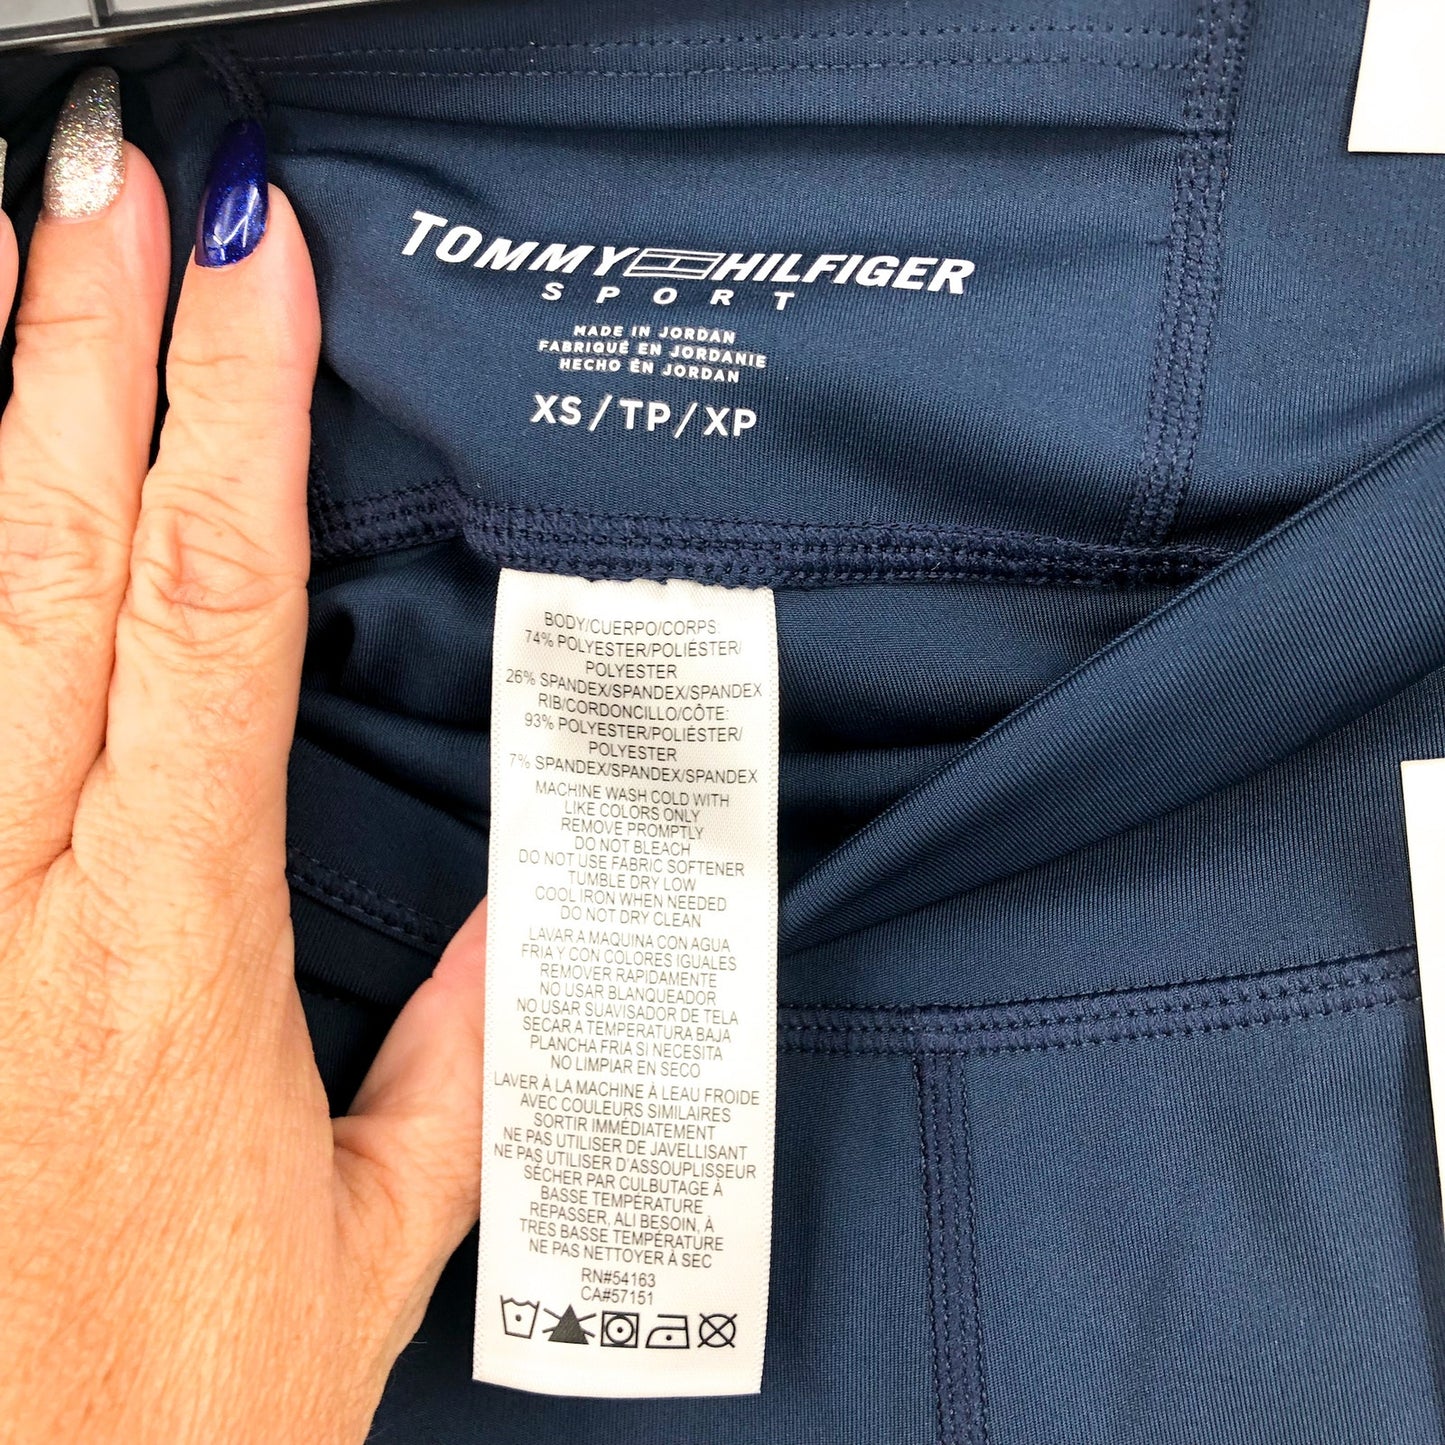 TOMMY HILFIGER
SPORT
MADE IN JORDAN
FABRIQUÉ EN JORDANIE
HECHO ÉN JORDAN
XS / TP / XP
BODY/CUERPO/CORPS
74% POLYESTER/POLIÉSTER/
POLYESTER
26% SPANDEX/SPANDEX/SPANDEX
RIB/CORDONCILLO/CÔTE:
93% POLYESTER/POLIÉSTER/
POLYESTER
7% SPANDEX/SPANDEX/SPANDEX
MACHINE WASH COLD WITH
LIKE COLORS ONLY
REMOVE PROMPTLY
DO NOT BLEACH
DO NOT USE FABRIC SOFTENER
TUMBLE DRY LOW
COOL IRON WHEN NEEDED
DO NOT DRY CLEAN
LAVAR A MAQUINA CON AGUA
FRIA Y CON COLORES IGUALES
REMOVER RAPIDAMENTE
NO USAR BLANQUEADOR
NO USAR SUAVISADOR DE TELA
SECAR A TEMPERATURA BAJA
PLANCHA FRIA SI NECESITA
NO LIMPIAR EN SECO
LAVER À LA MACHINE À LEAU FROIDE
AVEC COULEURS SIMILAIRES
SORTIR IMMÉDIATEMENT
NE PAS UTILISER DE JAVELLISANT
NE PAS UTILISER D'ASSOUPLISSEUR
SÉCHER PAR CULBUTAGE À
BASSE TEMPÉRATURE
REPASSER, ALI BESOIN, À
TRES BASSE TEMPÉRATURE
NE PAS NETTOYER À SEC
RN#54163
CA#57151